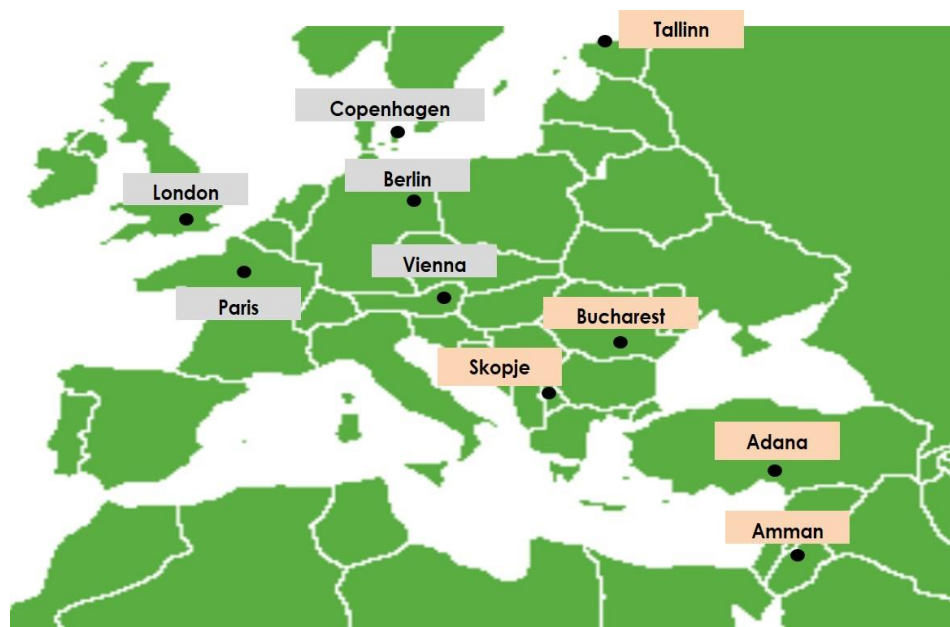 Tallinn
Copenhagen
Berlin
London
Vienna
Paris
Bucharest
Skopje
Adana
Amman